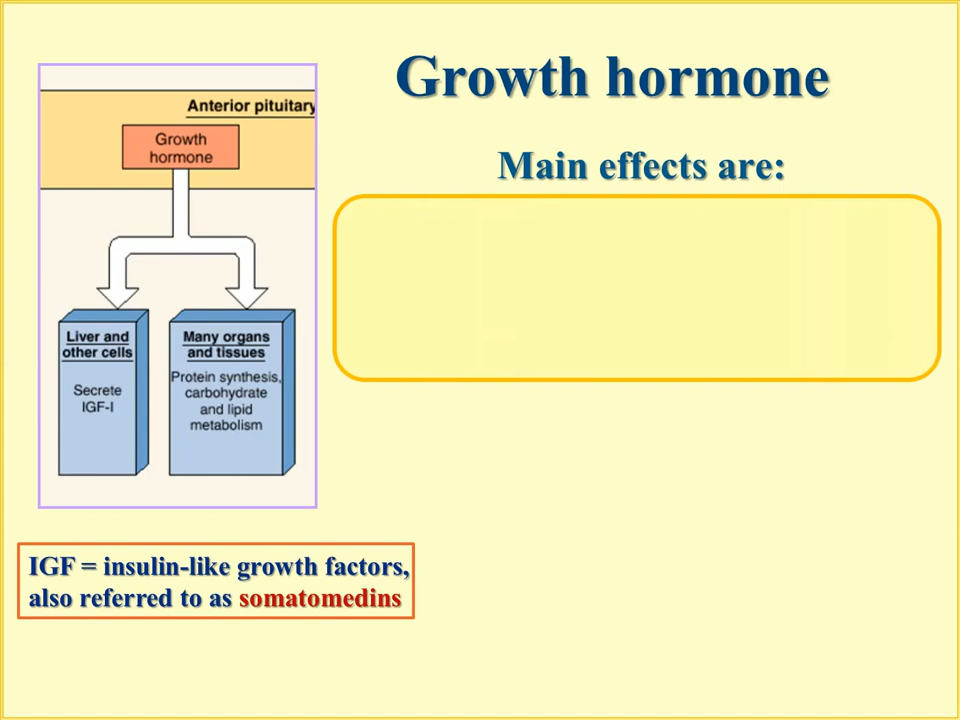 Growth hormone
Anterior pituitary
Growth
hormone
Main effects are:
Liver and
other cells
Secrete
IGF-I
Many organs
and tissues
Protein synthesis,
carbohydrate
and lipid
metabolism
IGF = insulin-like growth factors,
also referred to as somatomedins